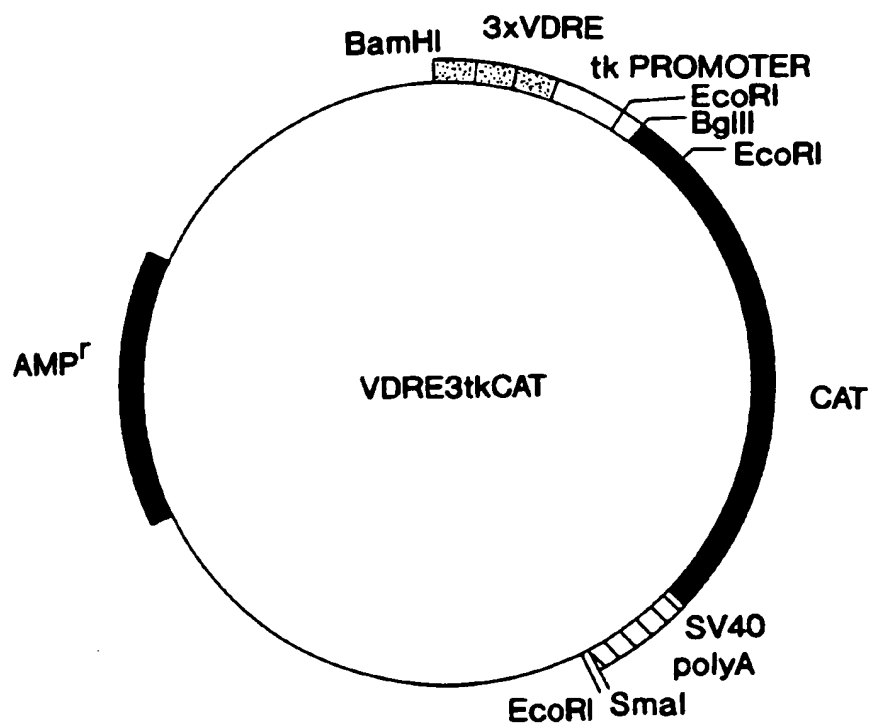 3xVDRE
BamHI
tk PROMOTER
EcoRI
BglII
EcoRI
AMPr
VDRE3tkCAT
CAT
SV40
polyA
EcoRI
SmaI